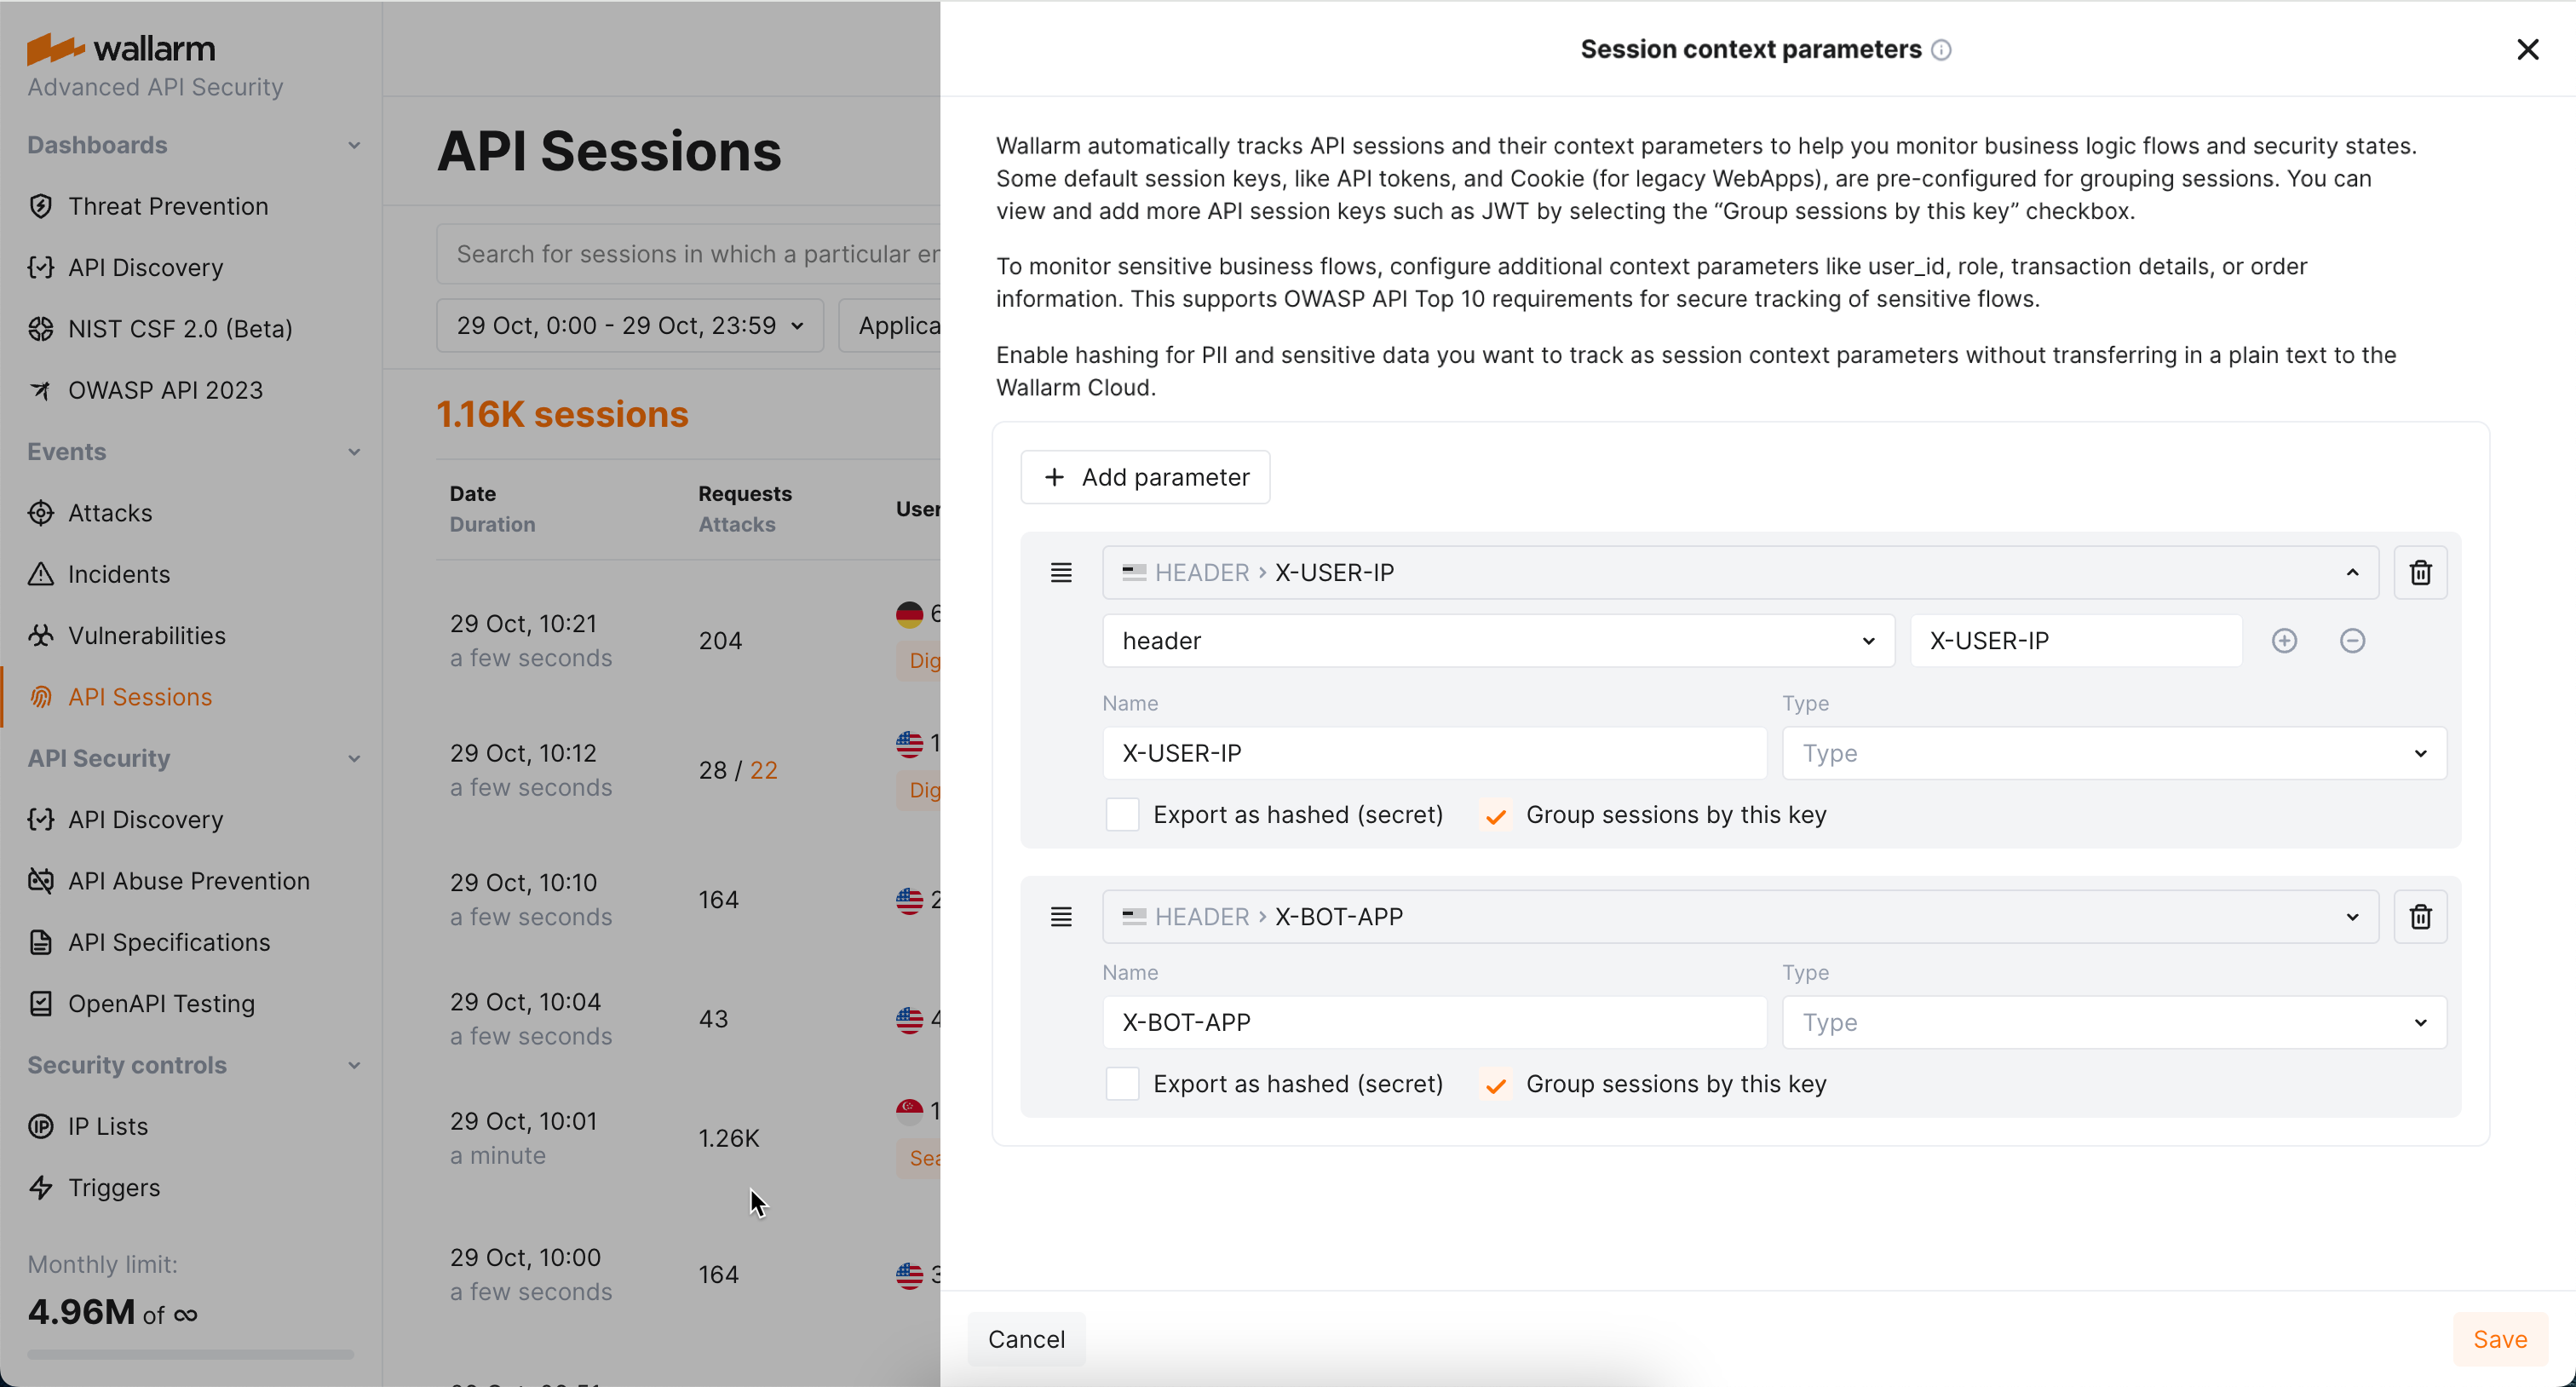 wallarm
Advanced API Security
Dashboards
Threat Prevention
API Discovery
NIST CSF 2.0 (Beta)
OWASP API 2023
Events
Attacks
Incidents
Vulnerabilities
API Sessions
API Security
API Discovery
API Abuse Prevention
API Specifications
OpenAPI Testing
Security controls
IP Lists
Triggers
Monthly limit:
4.96M of ∞
API Sessions
Search for sessions in which a particular
29 Oct, 0:00 - 29 Oct, 23:59
1.16K sessions
Date Requests User
Duration Attacks
29 Oct, 10:21 204
a few seconds
29 Oct, 10:12 28 / 22
a few seconds
29 Oct, 10:10 164
a few seconds
29 Oct, 10:04 43
a few seconds
29 Oct, 10:01 1.26K
a minute
29 Oct, 10:00 164
a few seconds
Session context parameters
Wallarm automatically tracks API sessions and their context parameters to help you monitor business logic flows and security states.
Some default session keys, like API tokens, and Cookie (for legacy WebApps), are pre-configured for grouping sessions. You can
view and add more API session keys such as JWT by selecting the “Group sessions by this key” checkbox.
To monitor sensitive business flows, configure additional context parameters like user_id, role, transaction details, or order
information. This supports OWASP API Top 10 requirements for secure tracking of sensitive flows.
Enable hashing for PII and sensitive data you want to track as session context parameters without transferring in a plain text to the
Wallarm Cloud.
+ Add parameter
HEADER › X-USER-IP
header X-USER-IP
Name Type
X-USER-IP Type
Export as hashed (secret) Group sessions by this key
HEADER › X-BOT-APP
Name Type
X-BOT-APP Type
Export as hashed (secret) Group sessions by this key
Cancel Save